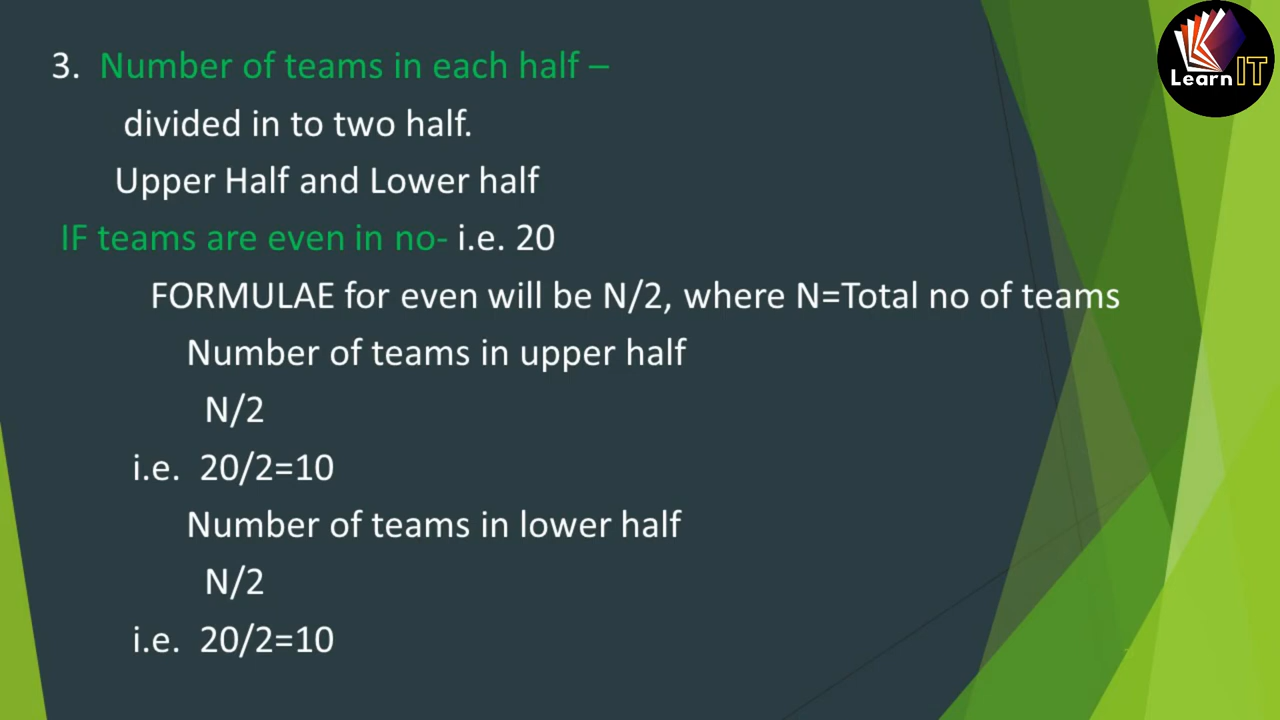 Learn IT
3. Number of teams in each half –
divided in to two half.
Upper Half and Lower half
IF teams are even in no- i.e. 20
FORMULAE for even will be N/2, where N=Total no of teams
Number of teams in upper half
N/2
i.e. 20/2=10
Number of teams in lower half
N/2
i.e. 20/2=10